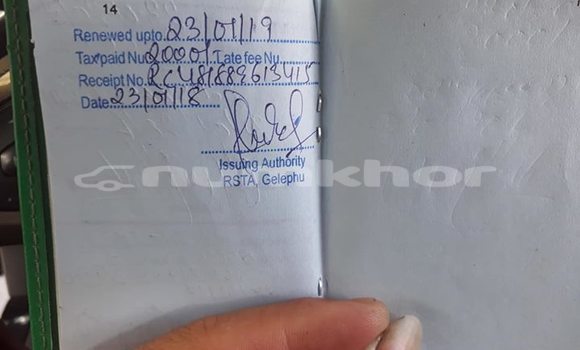 14
Renewed upto 23/01/19
Tax paid Nu. 2000/ Late fee Nu
Receipt No. RC481889613415
Date 23/01/18
Issuing Authority
RSTA, Gelephu